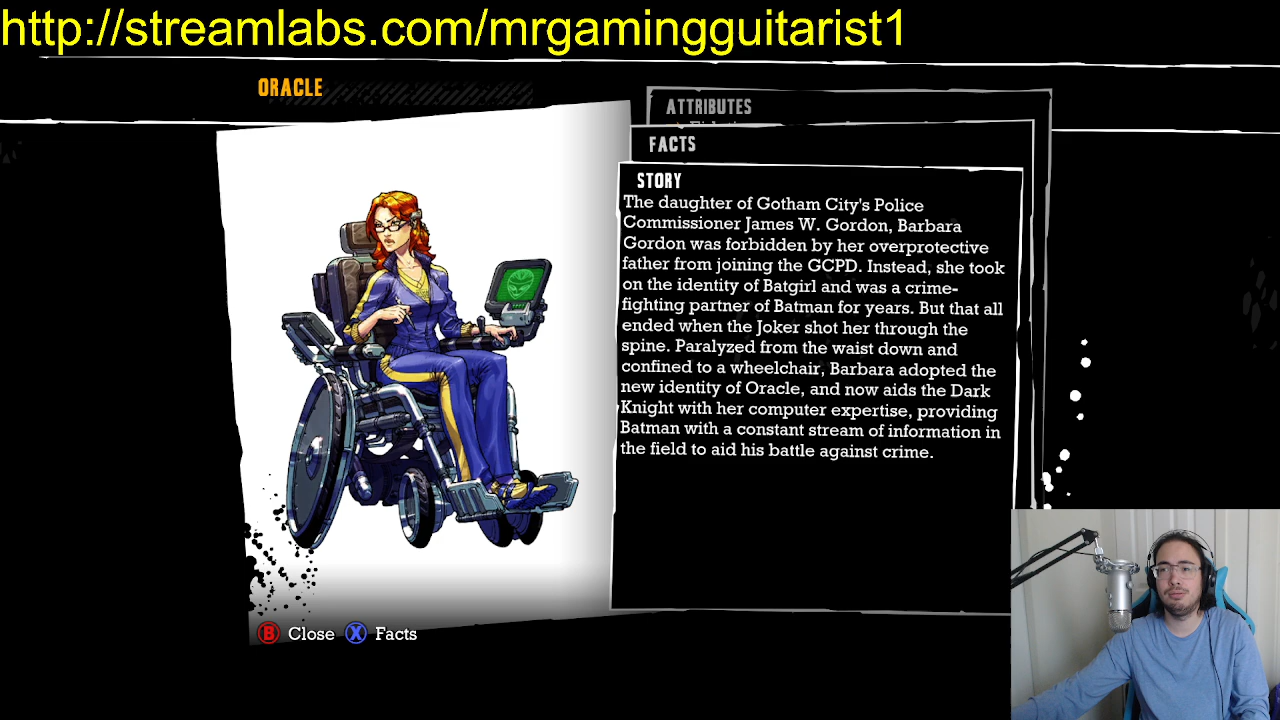 http://streamlabs.com/mrgamingguitarist1
ORACLE
ATTRIBUTES
FACTS
STORY
The daughter of Gotham City's Police
Commissioner James W. Gordon, Barbara
Gordon was forbidden by her overprotective
father from joining the GCPD. Instead, she took
on the identity of Batgirl and was a crime-
fighting partner of Batman for years. But that all
ended when the Joker shot her through the
spine. Paralyzed from the waist down and
confined to a wheelchair, Barbara adopted the
new identity of Oracle, and now aids the Dark
Knight with her computer expertise, providing
Batman with a constant stream of information in
the field to aid his battle against crime.
B Close X Facts